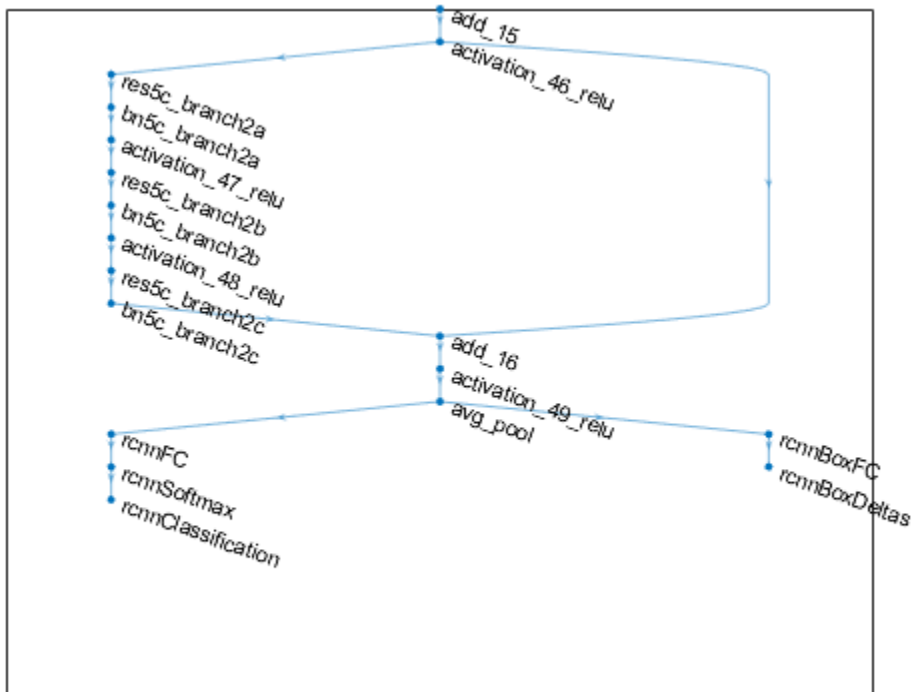 add_15
activation_46_relu
res5c_branch2a
bn5c_branch2a
activation_47_relu
res5c_branch2b
bn5c_branch2b
activation_48_relu
res5c_branch2c
bn5c_branch2c
add_16
activation_49_relu
avg_pool
rcnnFC
rcnnSoftmax
rcnnClassification
rcnnBoxFC
rcnnBoxDeltas